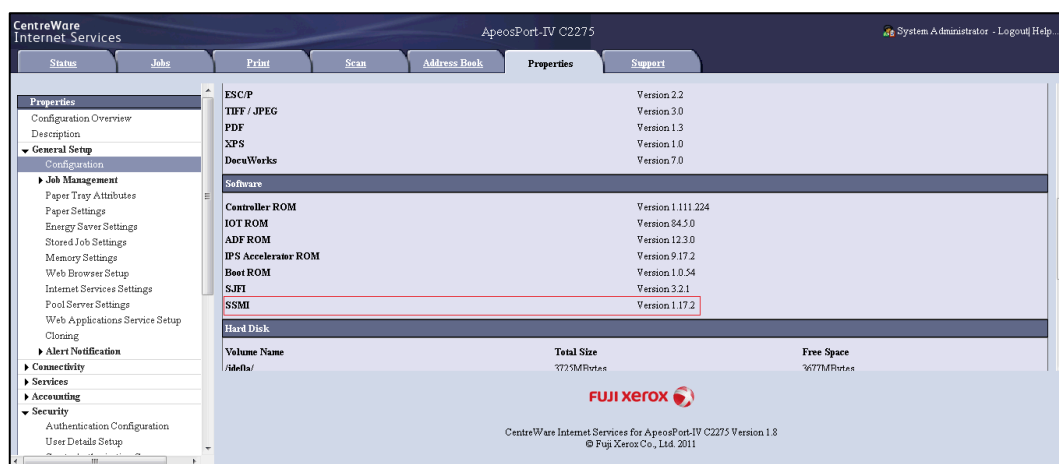 CentreWare
Internet Services
ApeosPort-IV C2275
System Administrator - Logout| Help...
Status Jobs Print Scan Address Book Properties Support
Properties
Configuration Overview
Description
General Setup
Configuration
Job Management
Paper Tray Attributes
Paper Settings
Energy Saver Settings
Stored Job Settings
Memory Settings
Web Browser Setup
Internet Services Settings
Pool Server Settings
Web Applications Service Setup
Cloning
Alert Notification
Connectivity
Services
Accounting
Security
Authentication Configuration
User Details Setup
ESC/P Version 2.2
TIFF / JPEG Version 3.0
PDF Version 1.3
XPS Version 1.0
DocuWorks Version 7.0
Software
Controller ROM Version 1.111.224
IOT ROM Version 84.5.0
ADF ROM Version 12.3.0
IPS Accelerator ROM Version 9.17.2
Boot ROM Version 1.0.54
SJFI Version 3.2.1
SSMI Version 1.17.2
Hard Disk
Volume Name Total Size Free Space
3725MBytes 3677MBytes
FUJI xerox
CentreWare Internet Services for ApeosPort-IV C2275 Version 1.8
© Fuji Xerox Co., Ltd. 2011